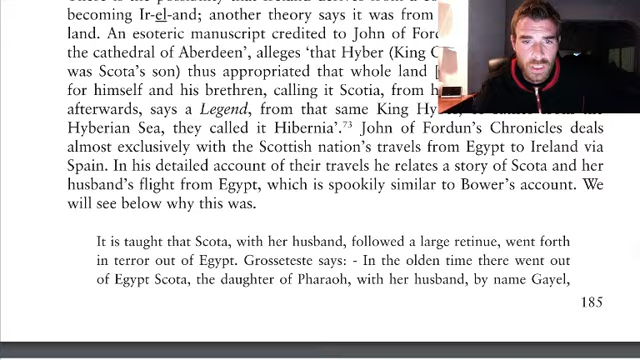 becoming Ir-el-and; another theory says it was from
land. An esoteric manuscript credited to John of
the cathedral of Aberdeen', alleges 'that Hyber (King
was Scota's son) thus appropriated that whole land
for himself and his brethren, calling it Scotia, from
afterwards, says a Legend, from that same King
Hyberian Sea, they called it Hibernia'.73 John of Fordun's Chronicles deals
almost exclusively with the Scottish nation's travels from Egypt to Ireland via
Spain. In his detailed account of their travels he relates a story of Scota and her
husband's flight from Egypt, which is spookily similar to Bower's account. We
will see below why this was.
It is taught that Scota, with her husband, followed a large retinue, went forth
in terror out of Egypt. Grosseteste says: - In the olden time there went out
of Egypt Scota, the daughter of Pharaoh, with her husband, by name Gayel,
185